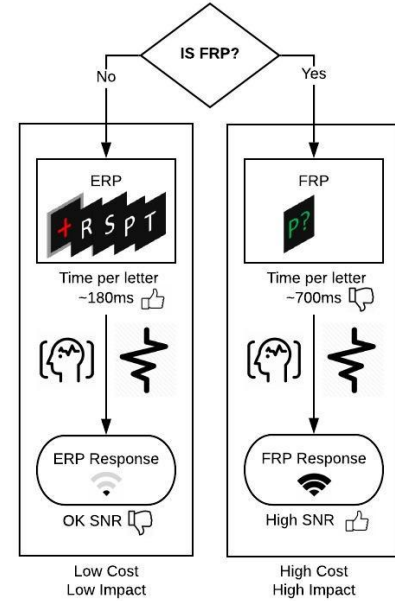 IS FRP?
No
Yes
ERP
+ R S P T
Time per letter
~180ms
ERP Response
OK SNR
Low Cost
Low Impact
FRP
P?
Time per letter
~700ms
FRP Response
High SNR
High Cost
High Impact